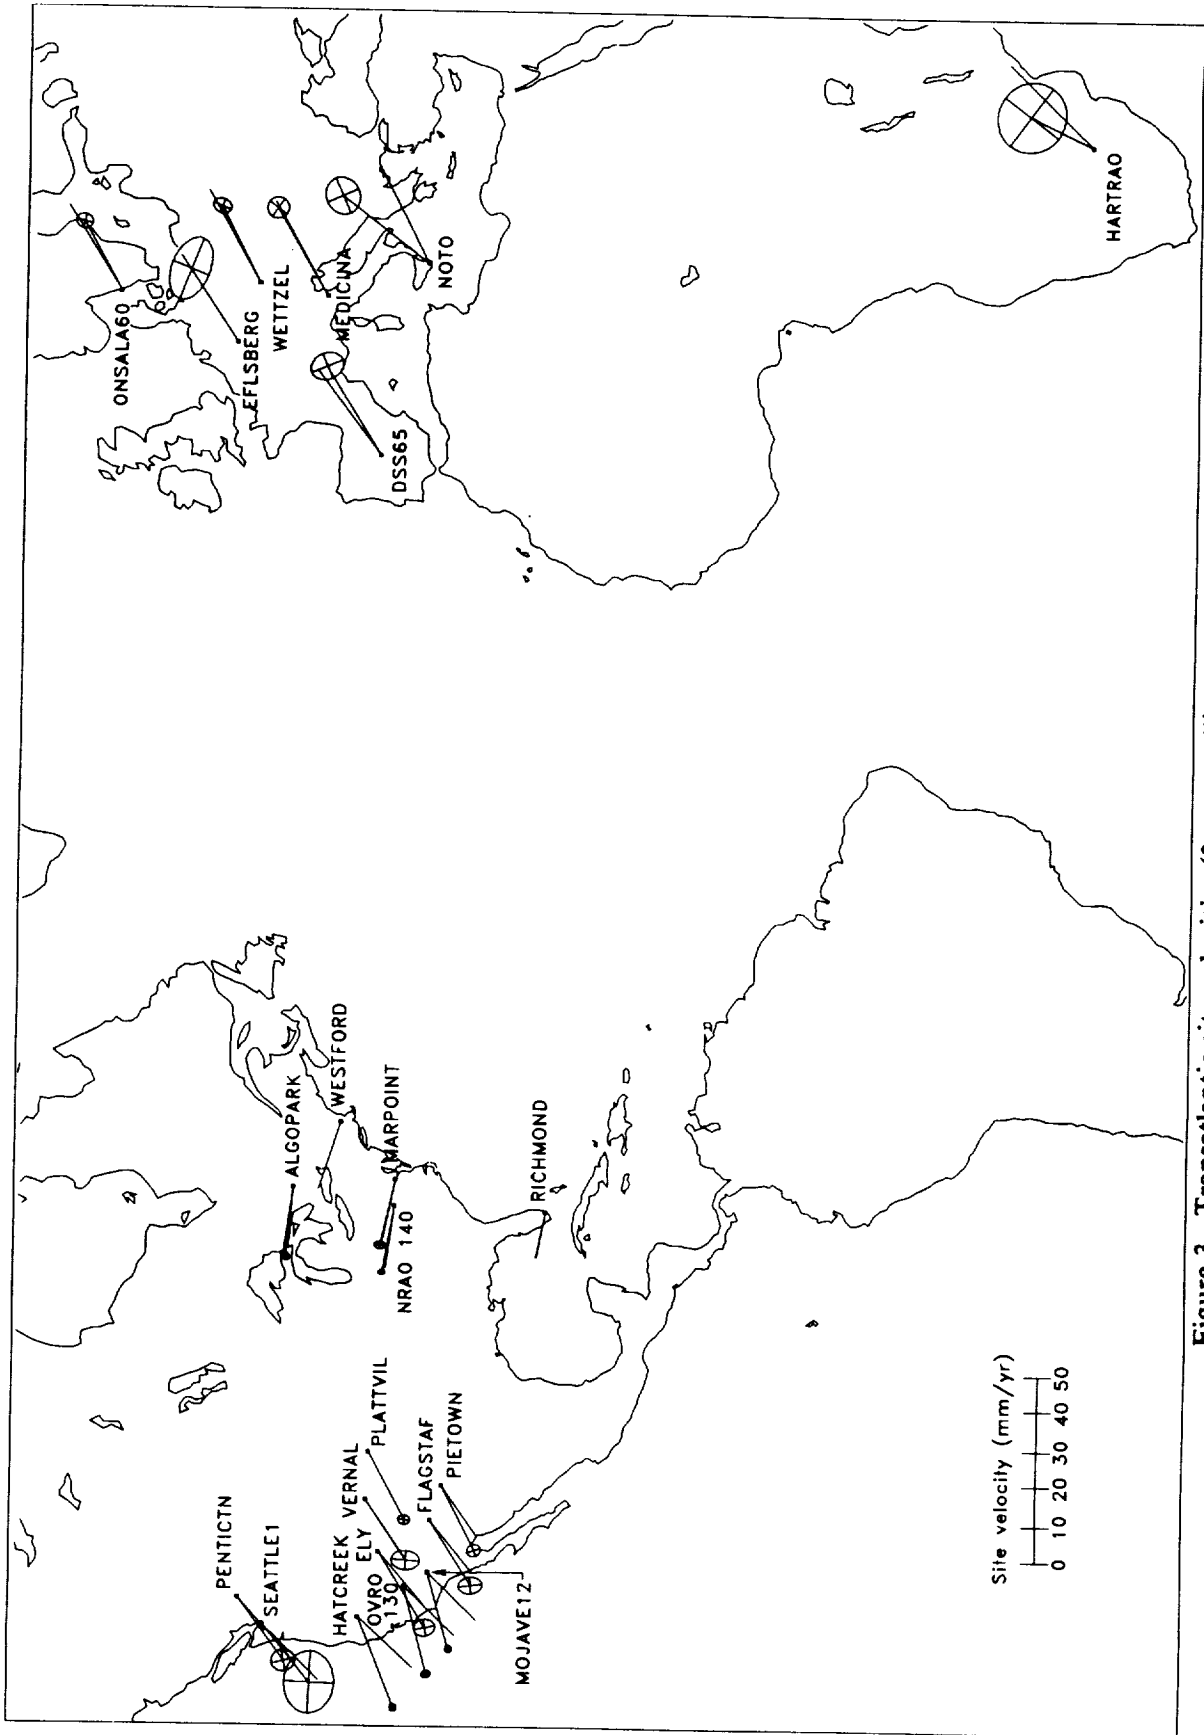 ONSALA60
EFLSBERG
WETTZEL
MEDICINA
NOTO
DSS65
HARTRAO
ALGOPARK
WESTFORD
MARPOINT
NRAO 140
RICHMOND
PENTICTN
SEATTLE1
HATCREEK
OVRO 130
ELY
VERNAL
PLATTVIL
FLAGSTAF
PIETOWN
MOJAVE12
Site velocity (mm/yr)
0 10 20 30 40 50
Figure 3. Transatlantic site velocities